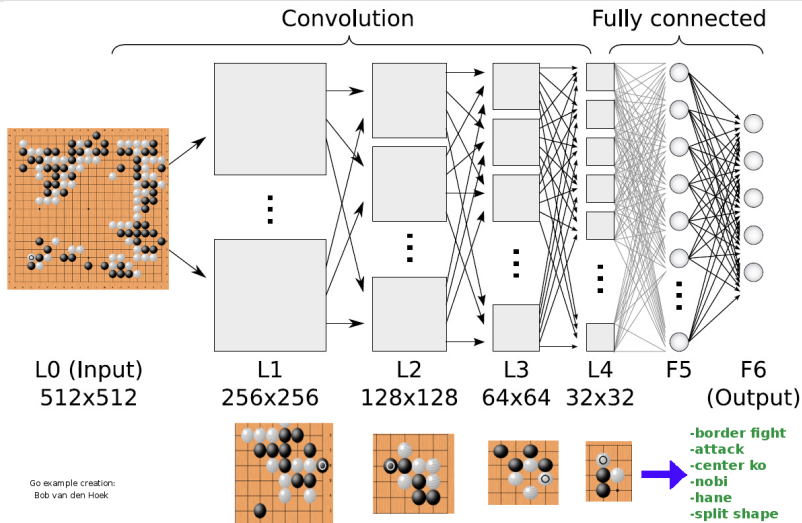 Convolution
Fully connected
L0 (Input)
512x512
L1
256x256
L2
128x128
L3
64x64
L4
32x32
F5
F6
(Output)
Go example creation:
Bob van den Hoek
-border fight
-attack
-center ko
-nobi
-hane
-split shape